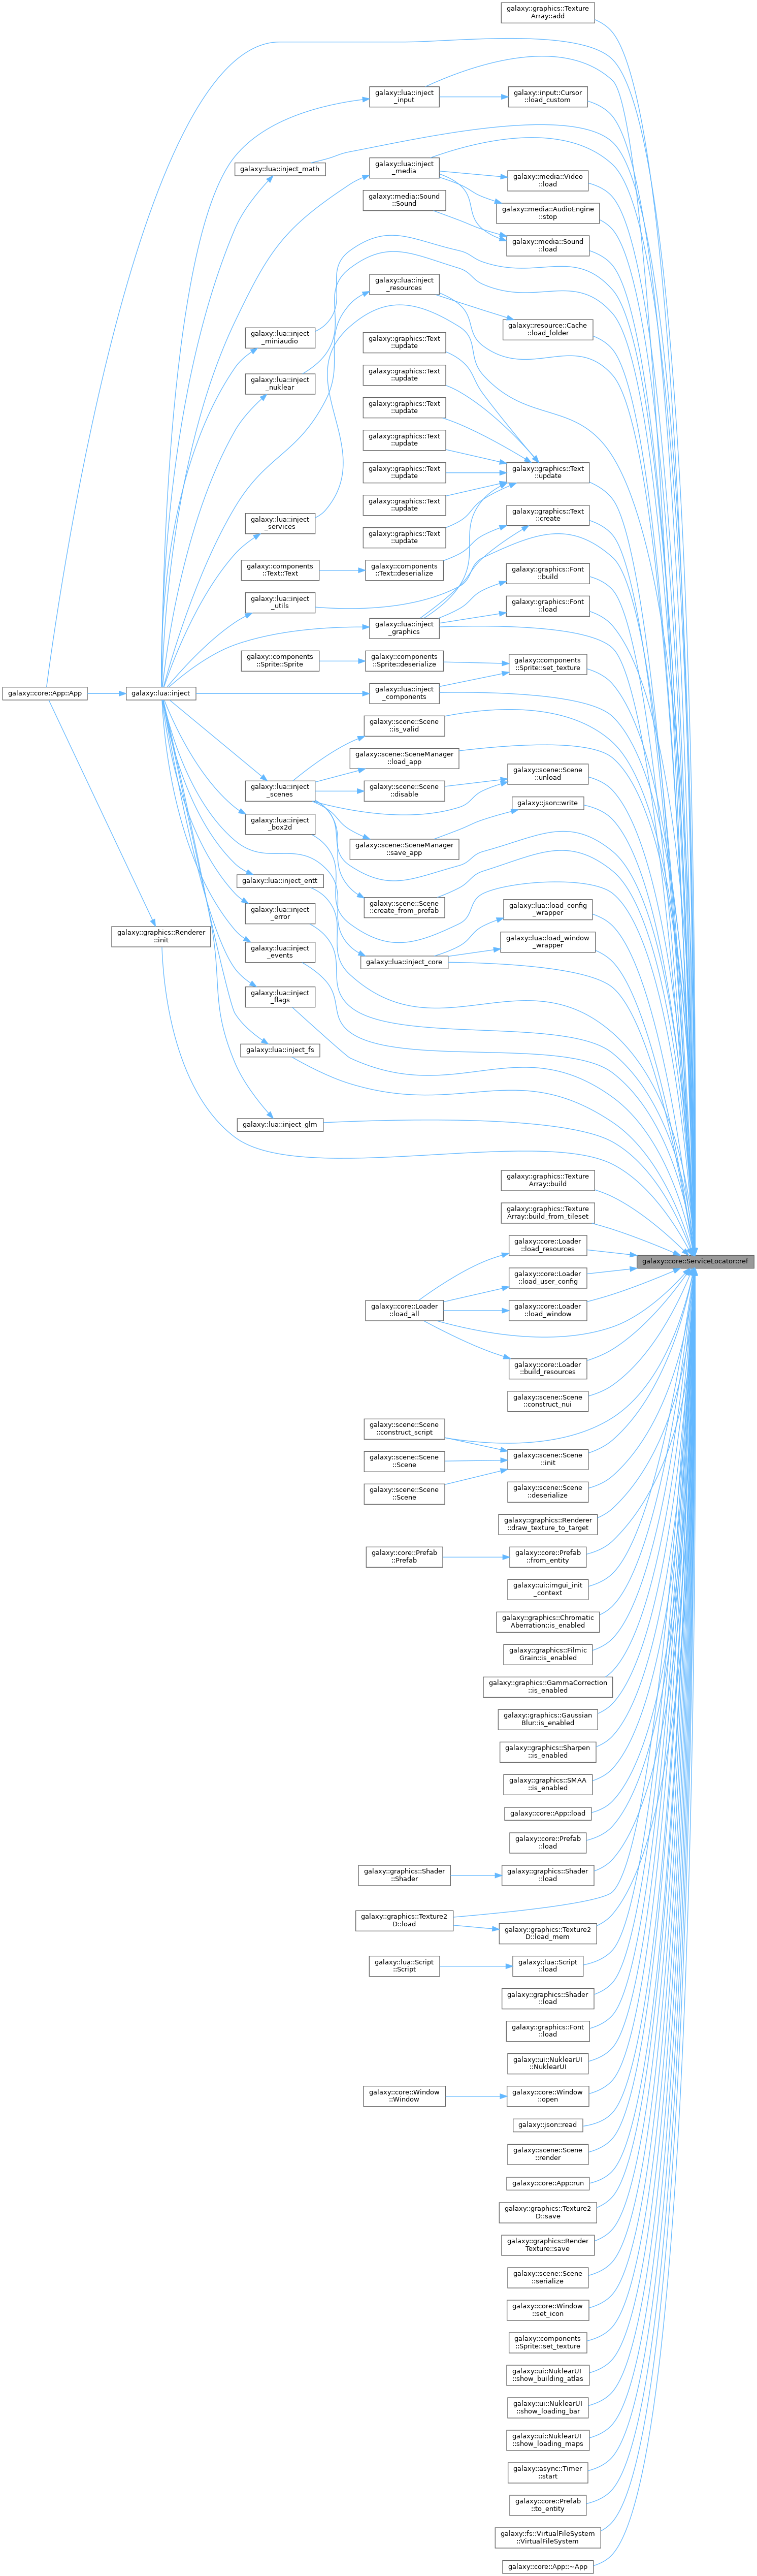 galaxy::graphics::Texture
Array::add
galaxy::lua::inject
_input
galaxy::input::Cursor
::load_custom
galaxy::lua::inject_math
galaxy::lua::inject
_media
galaxy::media::Video
::load
galaxy::media::Sound
::Sound
galaxy::media::AudioEngine
::stop
galaxy::media::Sound
::load
galaxy::lua::inject
_resources
galaxy::lua::inject
_miniaudio
galaxy::resource::Cache
::load_folder
galaxy::graphics::Text
::update
galaxy::lua::inject
_nuklear
galaxy::graphics::Text
::update
galaxy::graphics::Text
::update
galaxy::graphics::Text
::update
galaxy::graphics::Text
::update
galaxy::graphics::Text
::update
galaxy::graphics::Text
::update
galaxy::graphics::Text
::update
galaxy::lua::inject
_services
galaxy::graphics::Text
::create
galaxy::components
::Text::Text
galaxy::components
::Text::deserialize
galaxy::graphics::Font
::build
galaxy::lua::inject
_utils
galaxy::graphics::Font
::load
galaxy::lua::inject
_graphics
galaxy::components
::Sprite::Sprite
galaxy::components
::Sprite::deserialize
galaxy::components
::Sprite::set_texture
galaxy::core::App::App
galaxy::lua::inject
galaxy::lua::inject
_components
galaxy::scene::Scene
::is_valid
galaxy::scene::SceneManager
::load_app
galaxy::scene::Scene
::unload
galaxy::lua::inject
_scenes
galaxy::scene::Scene
::disable
galaxy::json::write
galaxy::lua::inject
_box2d
galaxy::scene::SceneManager
::save_app
galaxy::lua::inject_entt
galaxy::scene::Scene
::create_from_prefab
galaxy::lua::inject
_error
galaxy::lua::load_config
_wrapper
galaxy::graphics::Renderer
::init
galaxy::lua::inject
_events
galaxy::lua::load_window
_wrapper
galaxy::lua::inject_core
galaxy::lua::inject
_flags
galaxy::lua::inject_fs
galaxy::lua::inject_glm
galaxy::graphics::Texture
Array::build
galaxy::graphics::Texture
Array::build_from_tileset
galaxy::core::Loader
::load_resources
galaxy::core::ServiceLocator::ref
galaxy::core::Loader
::load_user_config
galaxy::core::Loader
::load_all
galaxy::core::Loader
::load_window
galaxy::core::Loader
::build_resources
galaxy::scene::Scene
::construct_nui
galaxy::scene::Scene
::construct_script
galaxy::scene::Scene
::Scene
galaxy::scene::Scene
::init
galaxy::scene::Scene
::Scene
galaxy::scene::Scene
::deserialize
galaxy::graphics::Renderer
::draw_texture_to_target
galaxy::core::Prefab
::Prefab
galaxy::core::Prefab
::from_entity
galaxy::ui::imgui_init
_context
galaxy::graphics::Chromatic
Aberration::is_enabled
galaxy::graphics::Filmic
Grain::is_enabled
galaxy::graphics::GammaCorrection
::is_enabled
galaxy::graphics::Gaussian
Blur::is_enabled
galaxy::graphics::Sharpen
::is_enabled
galaxy::graphics::SMAA
::is_enabled
galaxy::core::App::load
galaxy::core::Prefab
::load
galaxy::graphics::Shader
::Shader
galaxy::graphics::Shader
::load
galaxy::graphics::Texture2
D::load
galaxy::graphics::Texture2
D::load_mem
galaxy::lua::Script
::Script
galaxy::lua::Script
::load
galaxy::graphics::Shader
::load
galaxy::graphics::Font
::load
galaxy::ui::NuklearUI
::NuklearUI
galaxy::core::Window
::Window
galaxy::core::Window
::open
galaxy::json::read
galaxy::scene::Scene
::render
galaxy::core::App::run
galaxy::graphics::Texture2
D::save
galaxy::graphics::Render
Texture::save
galaxy::scene::Scene
::serialize
galaxy::core::Window
::set_icon
galaxy::components
::Sprite::set_texture
galaxy::ui::NuklearUI
::show_building_atlas
galaxy::ui::NuklearUI
::show_loading_bar
galaxy::ui::NuklearUI
::show_loading_maps
galaxy::async::Timer
::start
galaxy::core::Prefab
::to_entity
galaxy::fs::VirtualFileSystem
::VirtualFileSystem
galaxy::core::App::~App